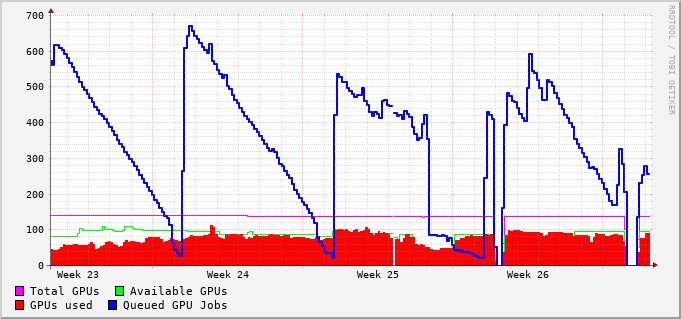 700
600
500
400
300
200
100
0
Week 23 Week 24 Week 25 Week 26
Total GPUs Available GPUs
GPUs used Queued GPU Jobs
RRDTOOL / TOBI OETIKER